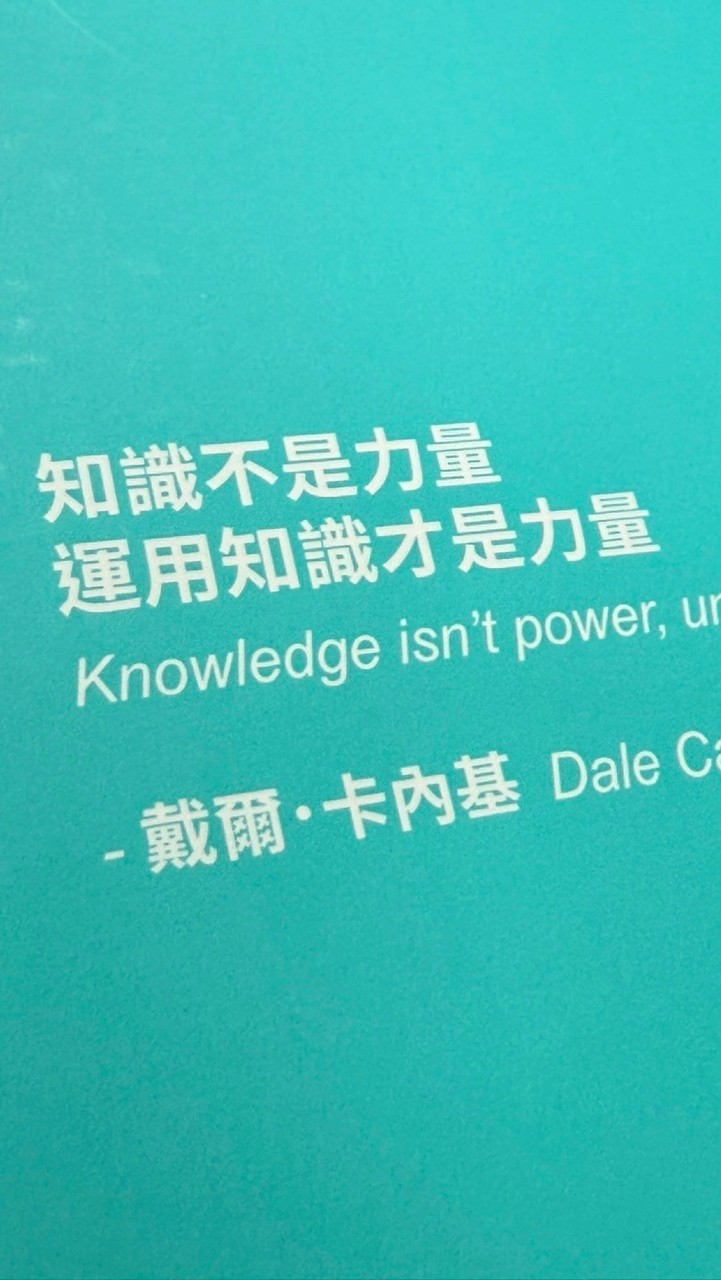 知識不是力量
運用知識才是力量
Knowledge isn't power,
- 戴爾·卡內基 Dale